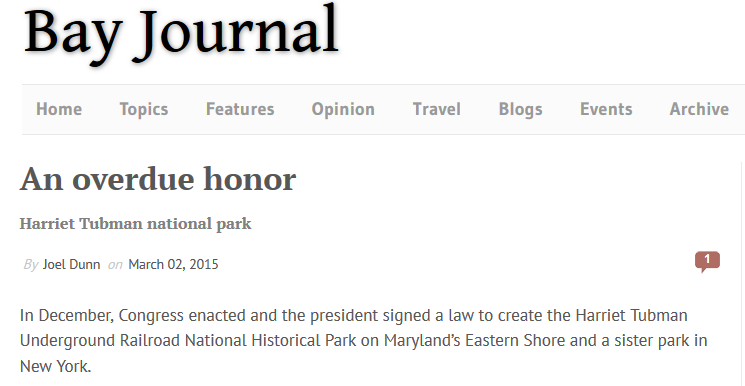 Bay Journal
Home Topics Features Opinion Travel Blogs Events Archive
An overdue honor
Harriet Tubman national park
By Joel Dunn on March 02, 2015
1
In December, Congress enacted and the president signed a law to create the Harriet Tubman
Underground Railroad National Historical Park on Maryland’s Eastern Shore and a sister park in
New York.